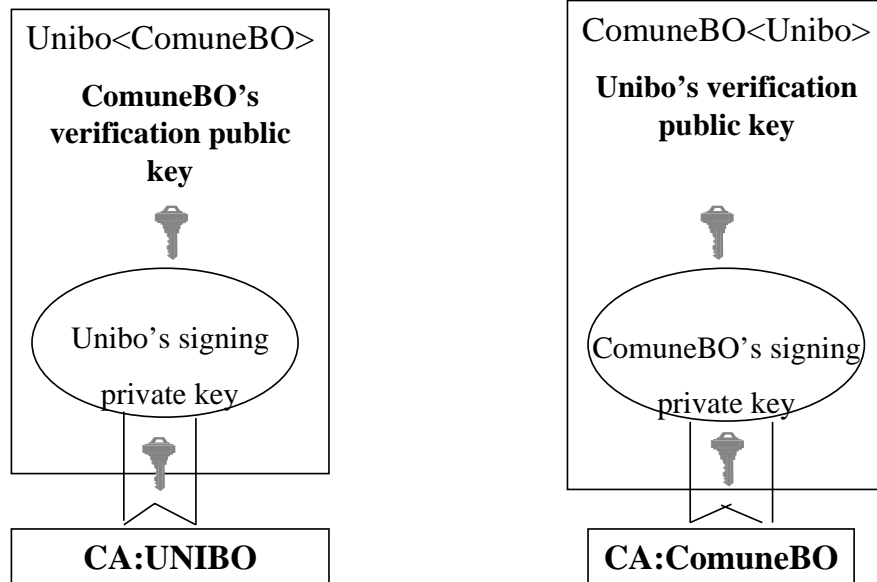 Unibo<ComuneBO>
ComuneBO's
verification public
key
Unibo's signing
private key
CA:UNIBO
ComuneBO<Unibo>
Unibo's verification
public key
ComuneBO's signing
private key
CA:ComuneBO